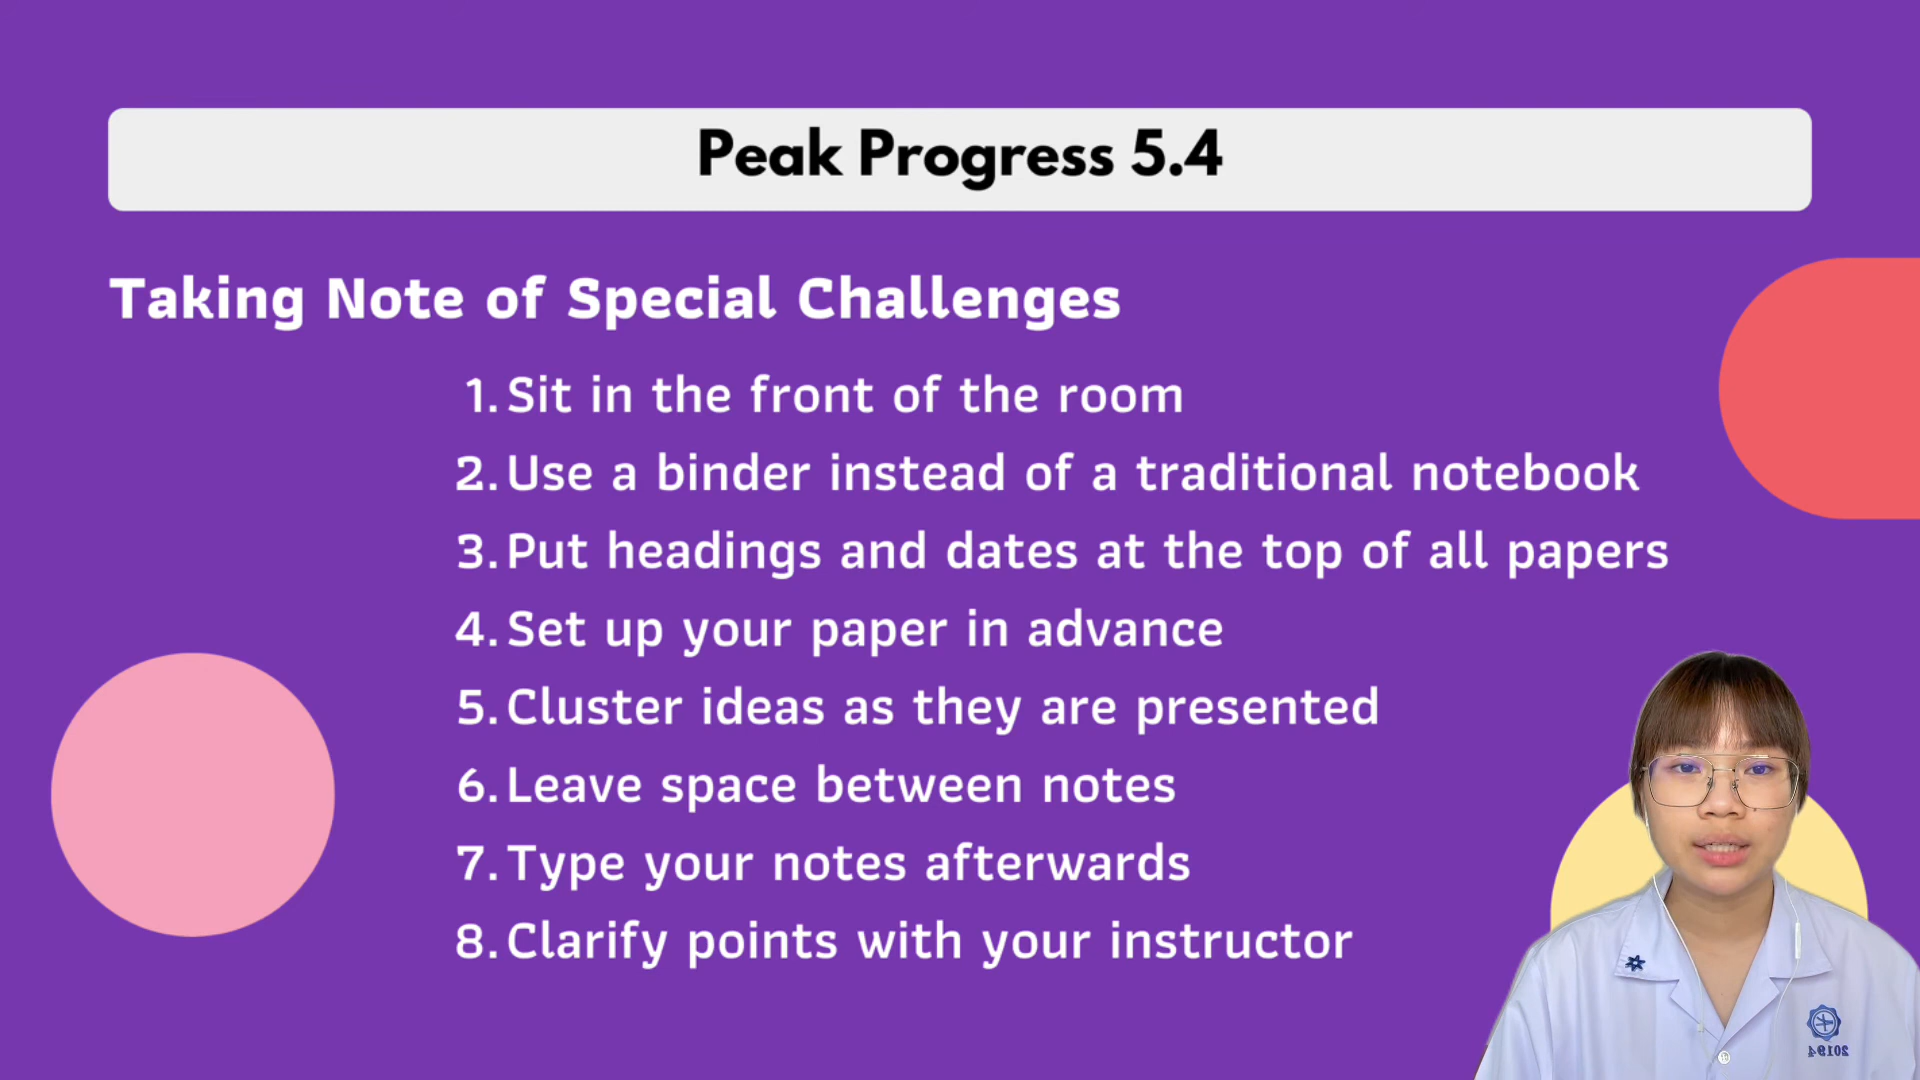 Peak Progress 5.4
Taking Note of Special Challenges
1. Sit in the front of the room
2. Use a binder instead of a traditional notebook
3. Put headings and dates at the top of all papers
4. Set up your paper in advance
5. Cluster ideas as they are presented
6. Leave space between notes
7. Type your notes afterwards
8. Clarify points with your instructor
20194